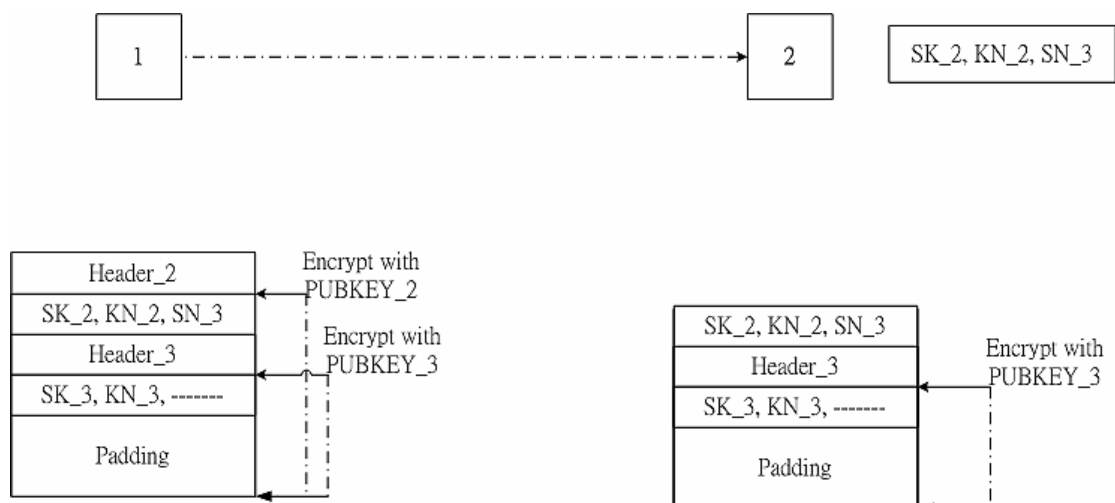 1
2
SK_2, KN_2, SN_3
Header_2
SK_2, KN_2, SN_3
Header_3
SK_3, KN_3, -------
Padding
Encrypt with
PUBKEY_2
Encrypt with
PUBKEY_3
SK_2, KN_2, SN_3
Header_3
SK_3, KN_3, -------
Padding
Encrypt with
PUBKEY_3